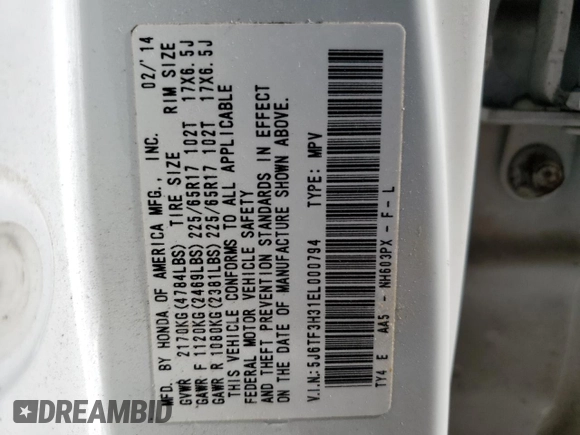 MFD. BY HONDA OF AMERICA MFG., INC. 02/'14
GVWR 2170KG(4784LBS) TIRE SIZE RIM SIZE
GAWR F 1120KG(2469LBS) 225/65R17 102T 17X6.5J
GAWR R 1080KG(2381LBS) 225/65R17 102T 17X6.5J
THIS VEHICLE CONFORMS TO ALL APPLICABLE
FEDERAL MOTOR VEHICLE SAFETY
AND THEFT PREVENTION STANDARDS IN EFFECT
ON THE DATE OF MANUFACTURE SHOWN ABOVE.
V.I.N.:5J6TF3H31EL000794 TYPE: MPV
TY4 E AA5 - NH603PX - F - L
DREAMBID